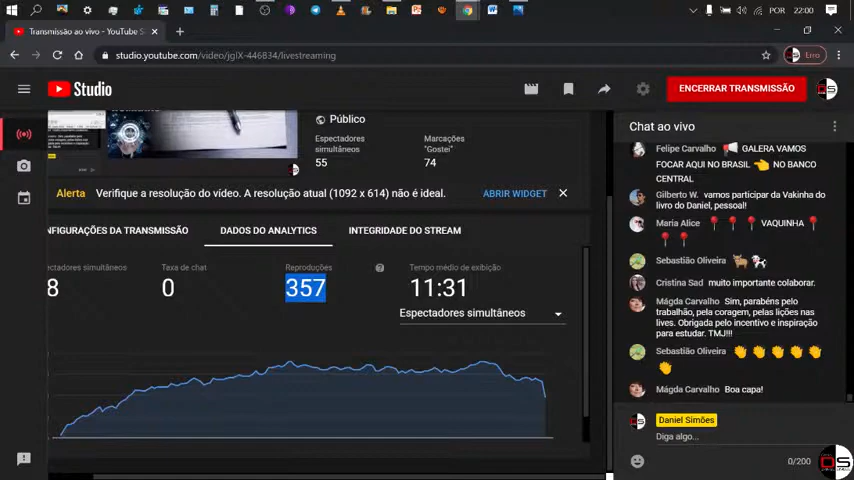 POR
22:00
Transmissão ao vivo - YouTube S
studio.youtube.com/video/jglX-446834/livestreaming
Erro
Studio
ENCERRAR TRANSMISSÃO
Público
Espectadores
simultâneos
55
Marcações
"Gostei"
74
Alerta Verifique a resolução do vídeo. A resolução atual (1092 x 614) não é ideal. ABRIR WIDGET
NFIGURAÇÕES DA TRANSMISSÃO DADOS DO ANALYTICS INTEGRIDADE DO STREAM
ectadores simultâneos Taxa de chat Reproduções Tempo médio de exibição
8 0 357 11:31
Espectadores simultâneos
Chat ao vivo
Felipe Carvalho GALERA VAMOS
FOCAR AQUI NO BRASIL NO BANCO
CENTRAL
Gilberto W. vamos participar da Vakinha do
livro do Daniel, pessoal!
Maria Alice VAQUINHA
Sebastião Oliveira
Cristina Sad muito importante colaborar.
Mágda Carvalho Sim, parabéns pelo
trabalho, pela coragem, pelas lições nas
lives. Obrigada pelo incentivo e inspiração
para estudar. TMJ!!!
Sebastião Oliveira
Mágda Carvalho Boa capa!
Daniel Simões
Diga algo...
0/200